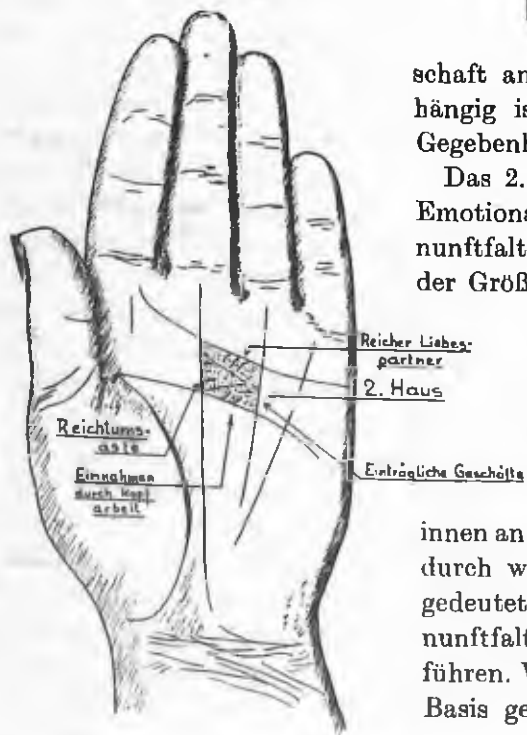 schaft an
hängig is
Gegebenh
Das 2.
Emotiona
nunftfalt
der Größ
Reicher Liebes-
partner
2. Haus
Reichtums-
äste
Einnahmen
durch Kopf
arbeit
Einträgliche Geschäfte
innen an
durch w
gedeutet
nunftfalt
führen. V
Basis ge